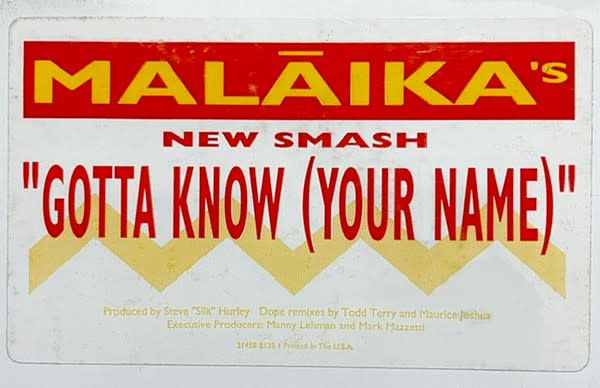 MALĀIKA's
NEW SMASH
"GOTTA KNOW (YOUR NAME)"
Produced by Steve "Silk" Hurley Dope remixes by Todd Terry and Maurice Joshua
Executive Producers: Manny Lehman and Mark Mazzetti
31458 8135 1 Printed In The U.S.A.